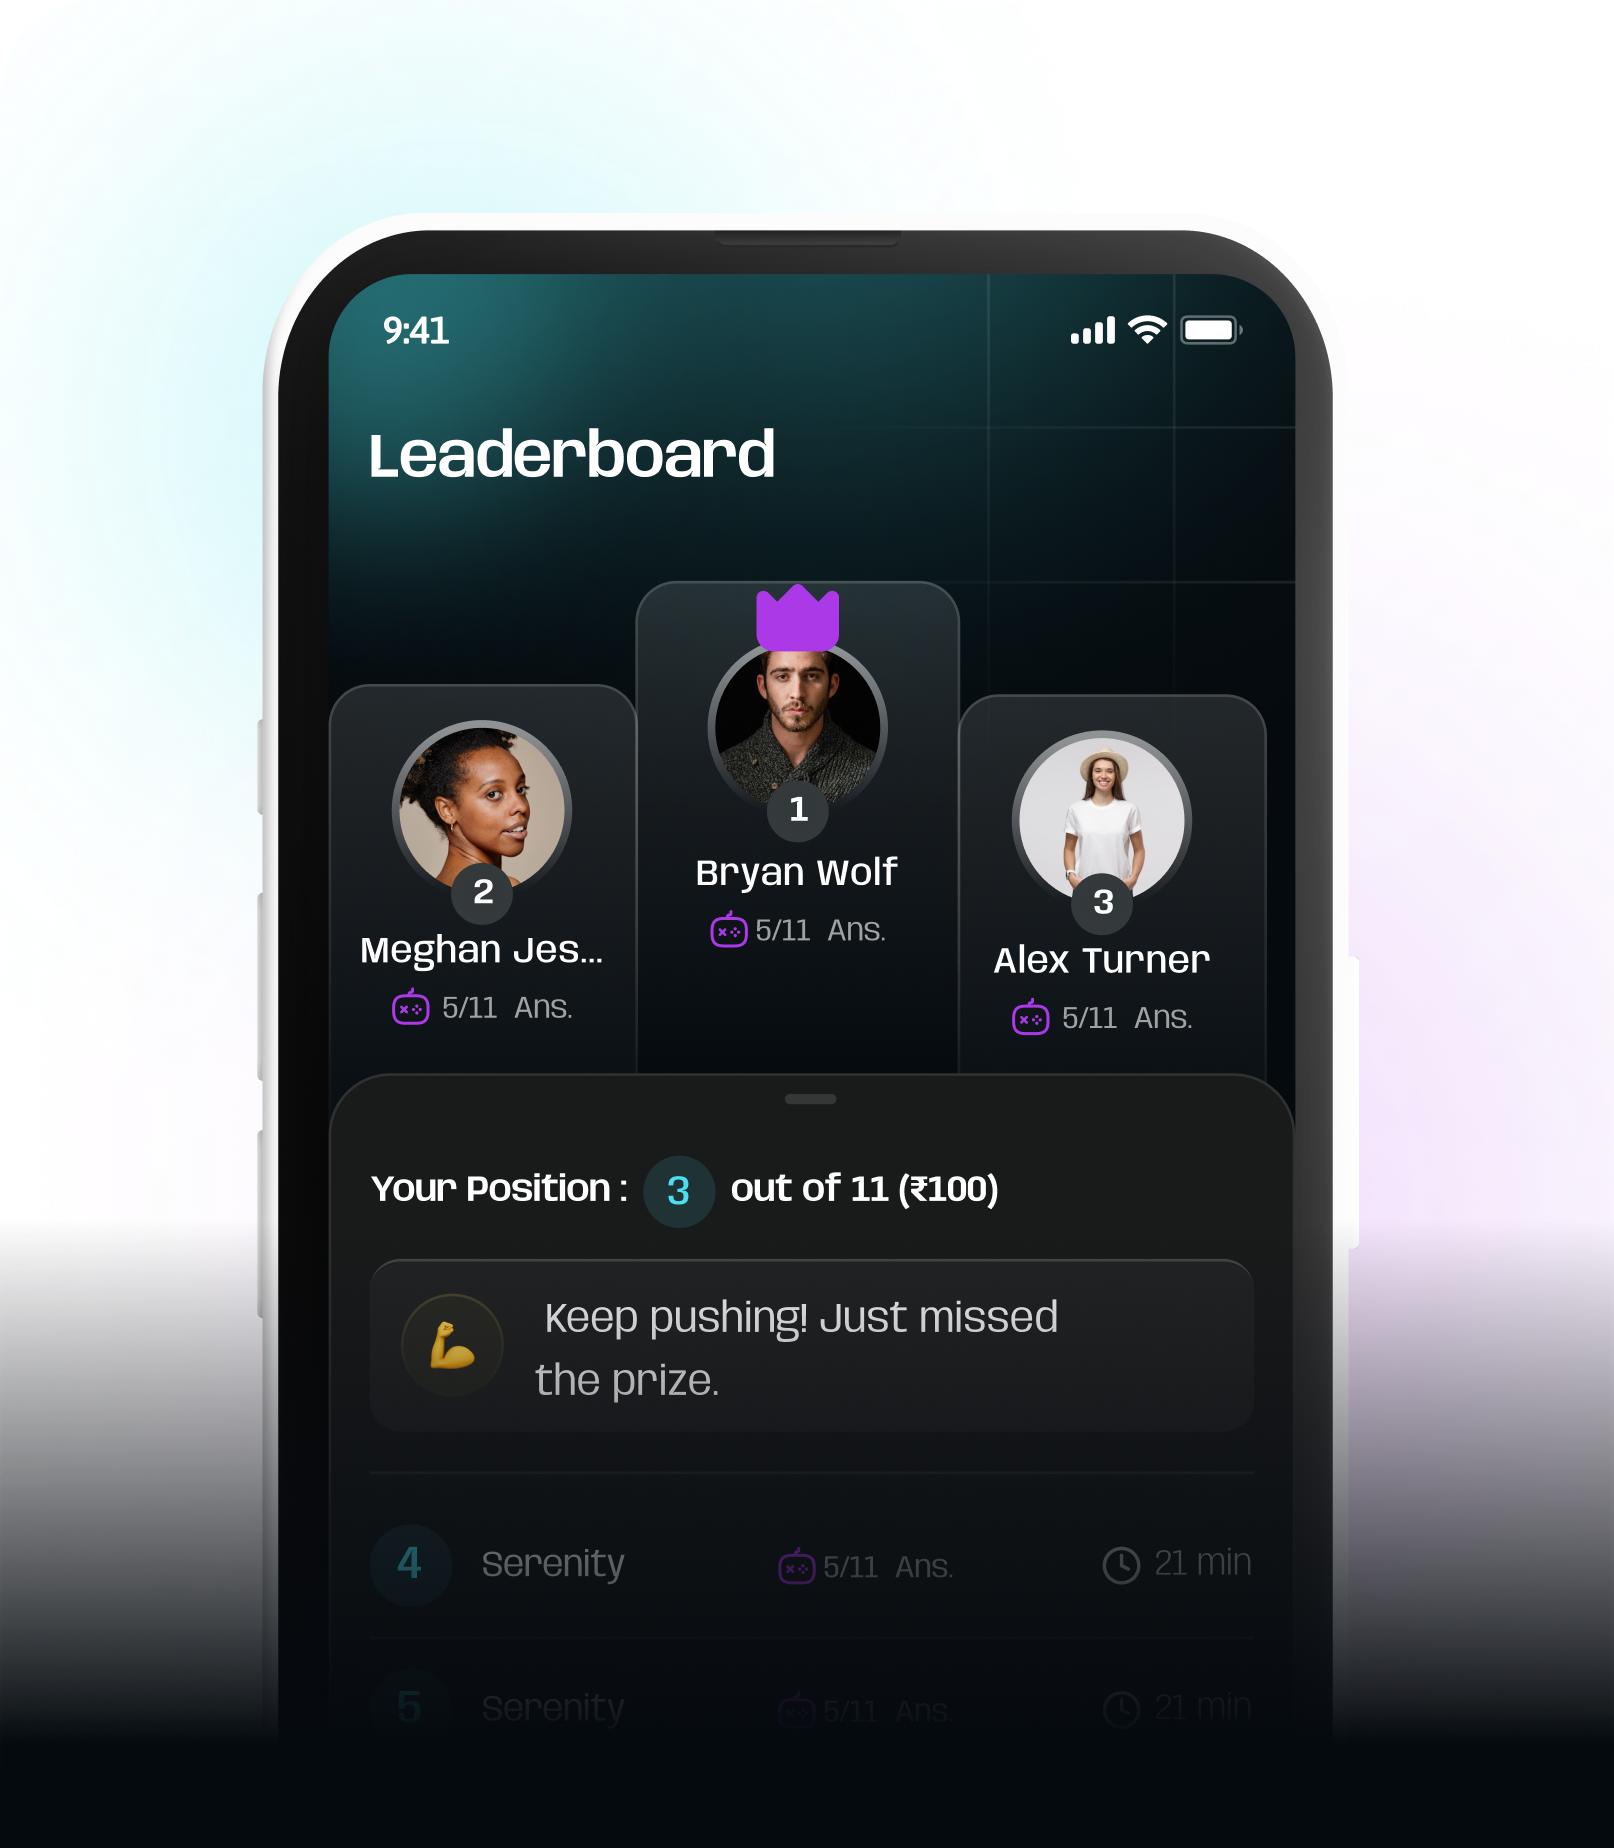 9:41
Leaderboard
1
Bryan Wolf
5/11 Ans.
2
Meghan Jes...
5/11 Ans.
3
Alex Turner
5/11 Ans.
Your Position : 3 out of 11 (₹100)
Keep pushing! Just missed
the prize.
4 Serenity 5/11 Ans. 21 min
5 Serenity 5/11 Ans. 21 min